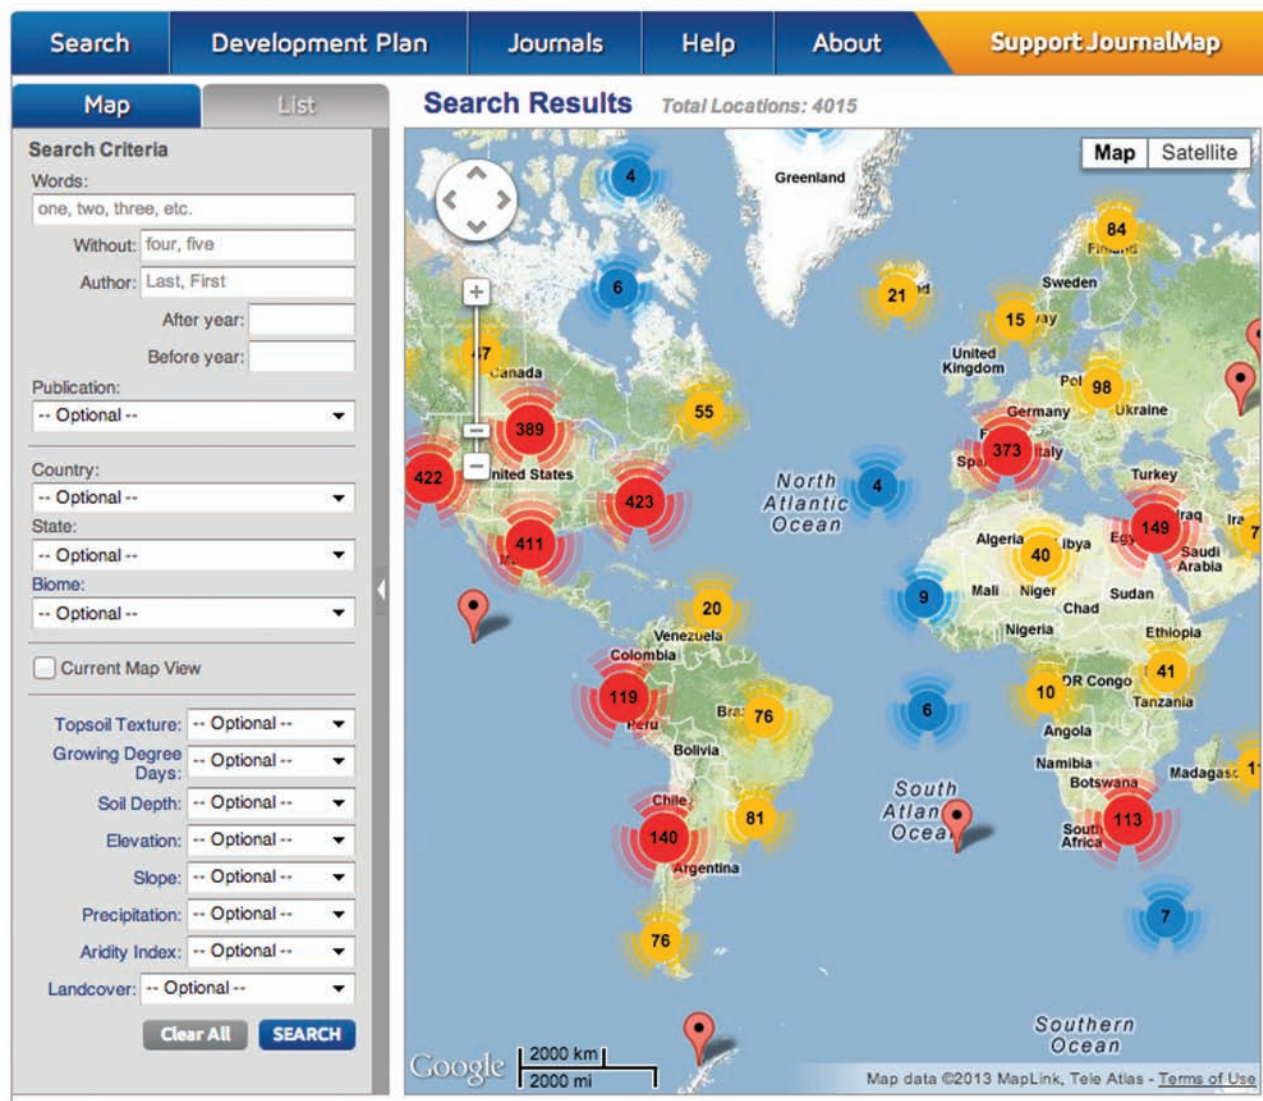 Search
Development Plan
Journals
Help
About
Support JournalMap
Map
List
Search Criteria
Words:
one, two, three, etc.
Without: four, five
Author: Last, First
After year:
Before year:
Publication:
-- Optional --
Country:
-- Optional --
State:
-- Optional --
Biome:
-- Optional --
Current Map View
Topsoil Texture: -- Optional --
Growing Degree
Days: -- Optional --
Soil Depth: -- Optional --
Elevation: -- Optional --
Slope: -- Optional --
Precipitation: -- Optional --
Aridity Index: -- Optional --
Landcover: -- Optional --
Clear All
SEARCH
Search Results
Total Locations: 4015
Map
Satellite
4
Greenland
84
6
Sweden
21
15
47
Canada
United
Kingdom
98
55
Germany
Ukraine
389
373
Italy
422
United States
North
Atlantic
Ocean
4
Turkey
423
149
Iraq
411
Algeria
Libya
40
Saudi
Arabia
9
Mali
Niger
Sudan
Chad
20
Venezuela
Nigeria
Ethiopia
Colombia
119
Peru
76
DR Congo
41
10
Tanzania
6
Angola
Bolivia
Namibia
Botswana
Chile
81
South
Ocean
113
South
Africa
140
Argentina
76
7
Southern
Ocean
Google
2000 km
2000 mi
Map data ©2013 MapLink, Tele Atlas - Terms of Use